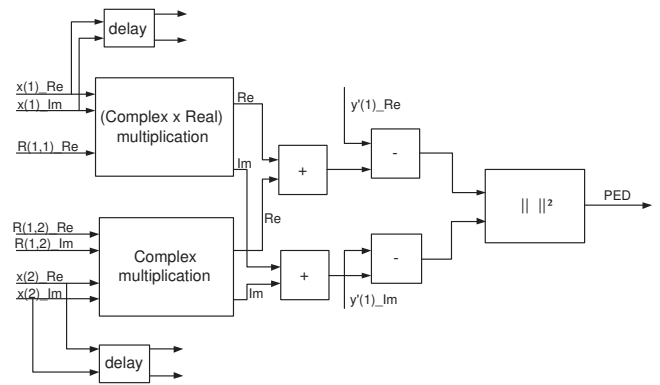 delay
x(1)_Re
x(1)_Im
R(1,1)_Re
(Complex x Real)
multiplication
Re
Im
y'(1)_Re
-
+
|| ||²
PED
Re
R(1,2)_Re
R(1,2)_Im
x(2)_Re
x(2)_Im
Complex
multiplication
Im
+
-
y'(1)_Im
delay